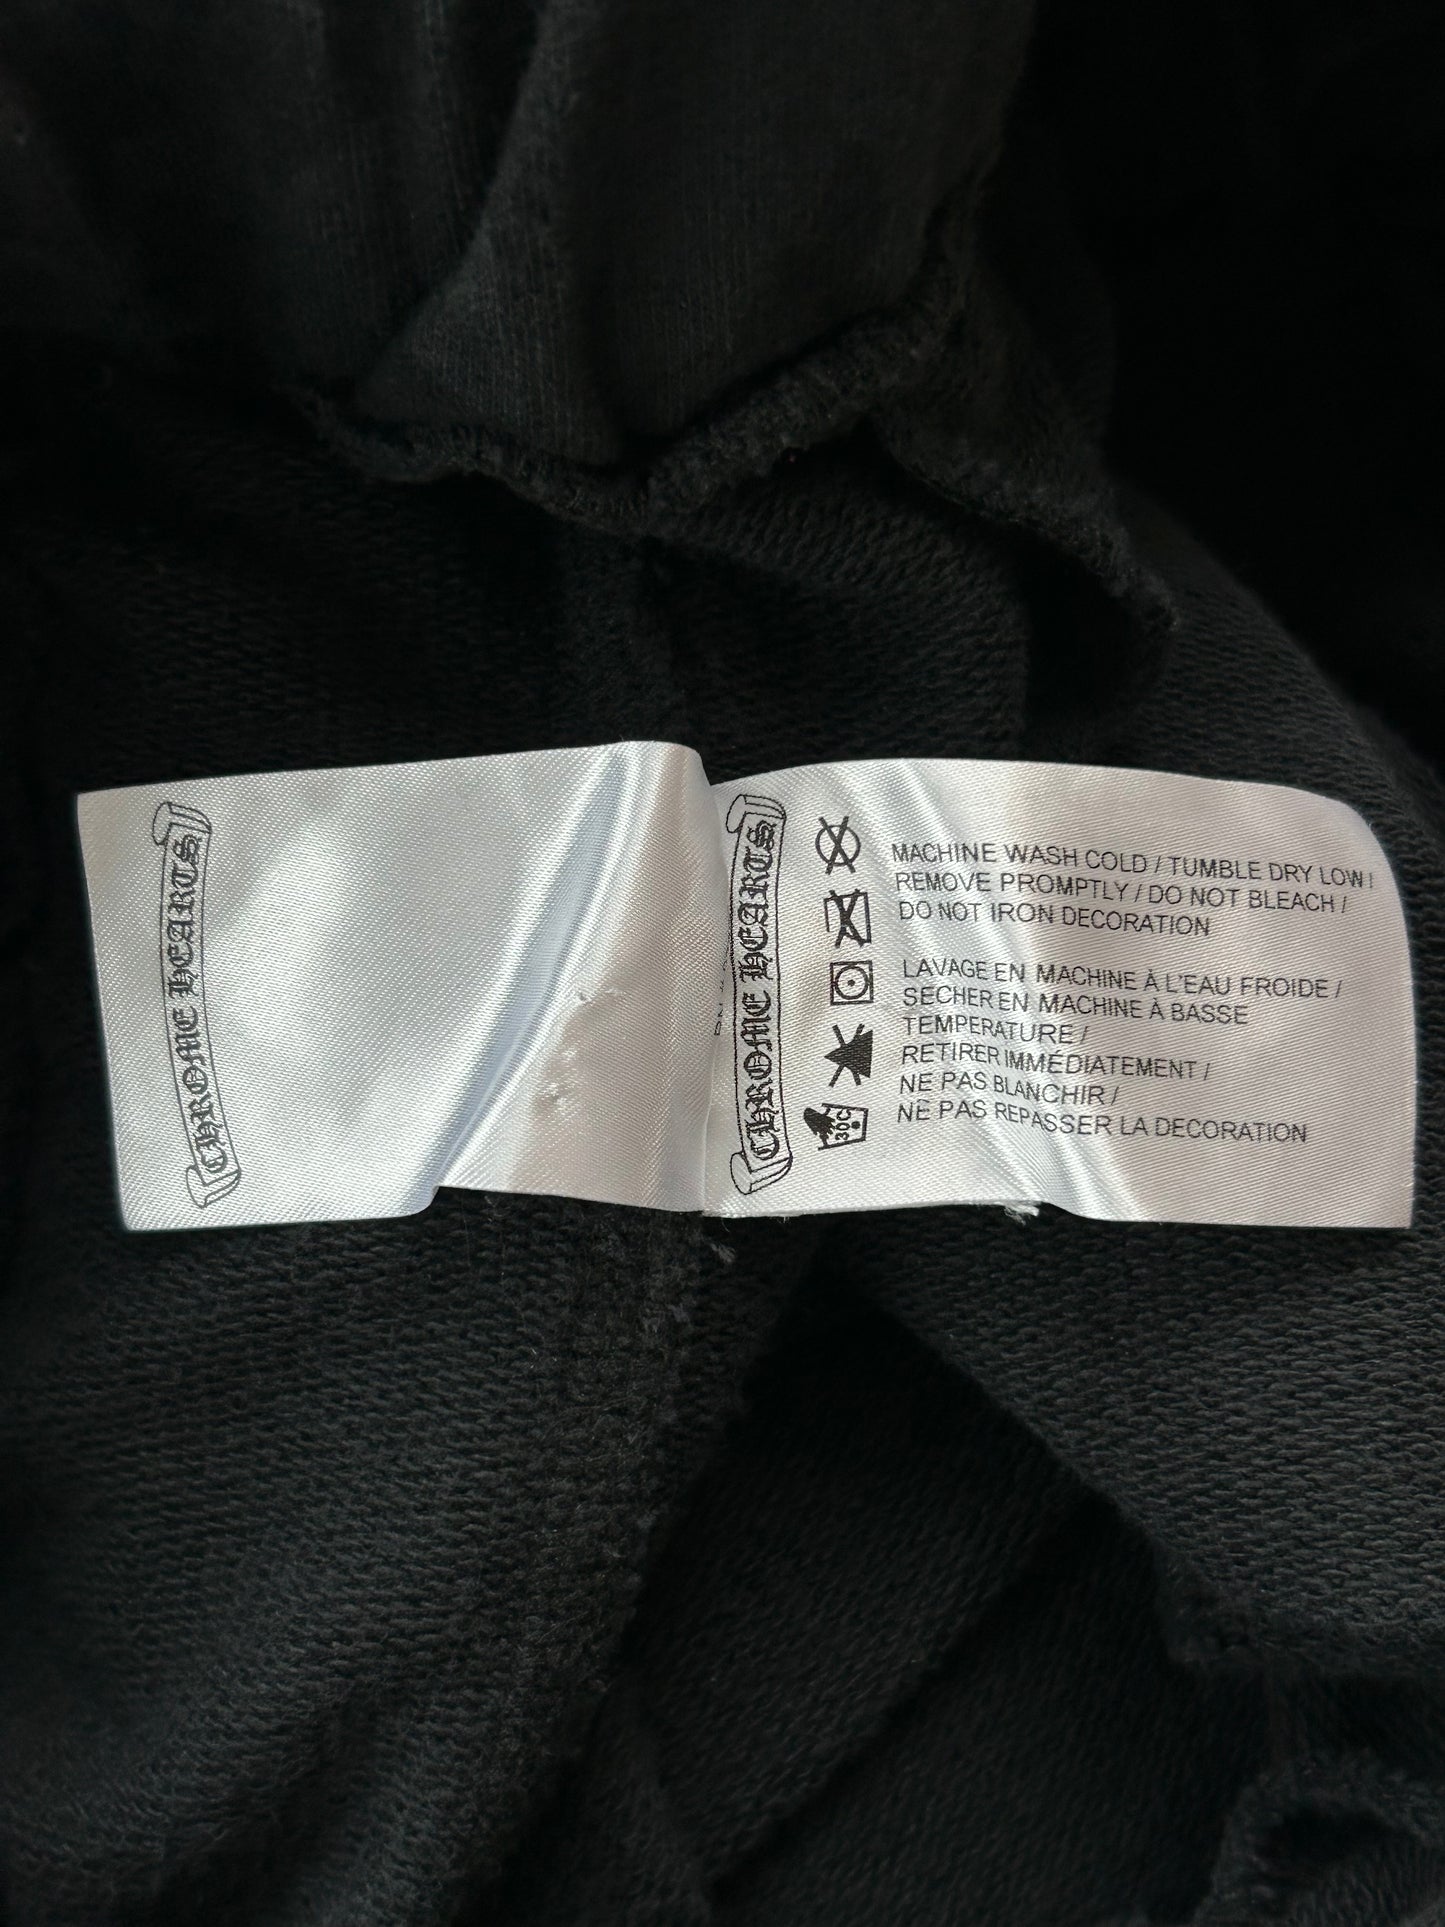 CHROME HEARTS
CHROME HEARTS
MACHINE WASH COLD / TUMBLE DRY LOW /
REMOVE PROMPTLY / DO NOT BLEACH /
DO NOT IRON DECORATION
LAVAGE EN MACHINE À L'EAU FROIDE /
SECHER EN MACHINE À BASSE
TEMPERATURE /
RETIRER IMMÉDIATEMENT /
NE PAS BLANCHIR /
NE PAS REPASSER LA DECORATION
30C